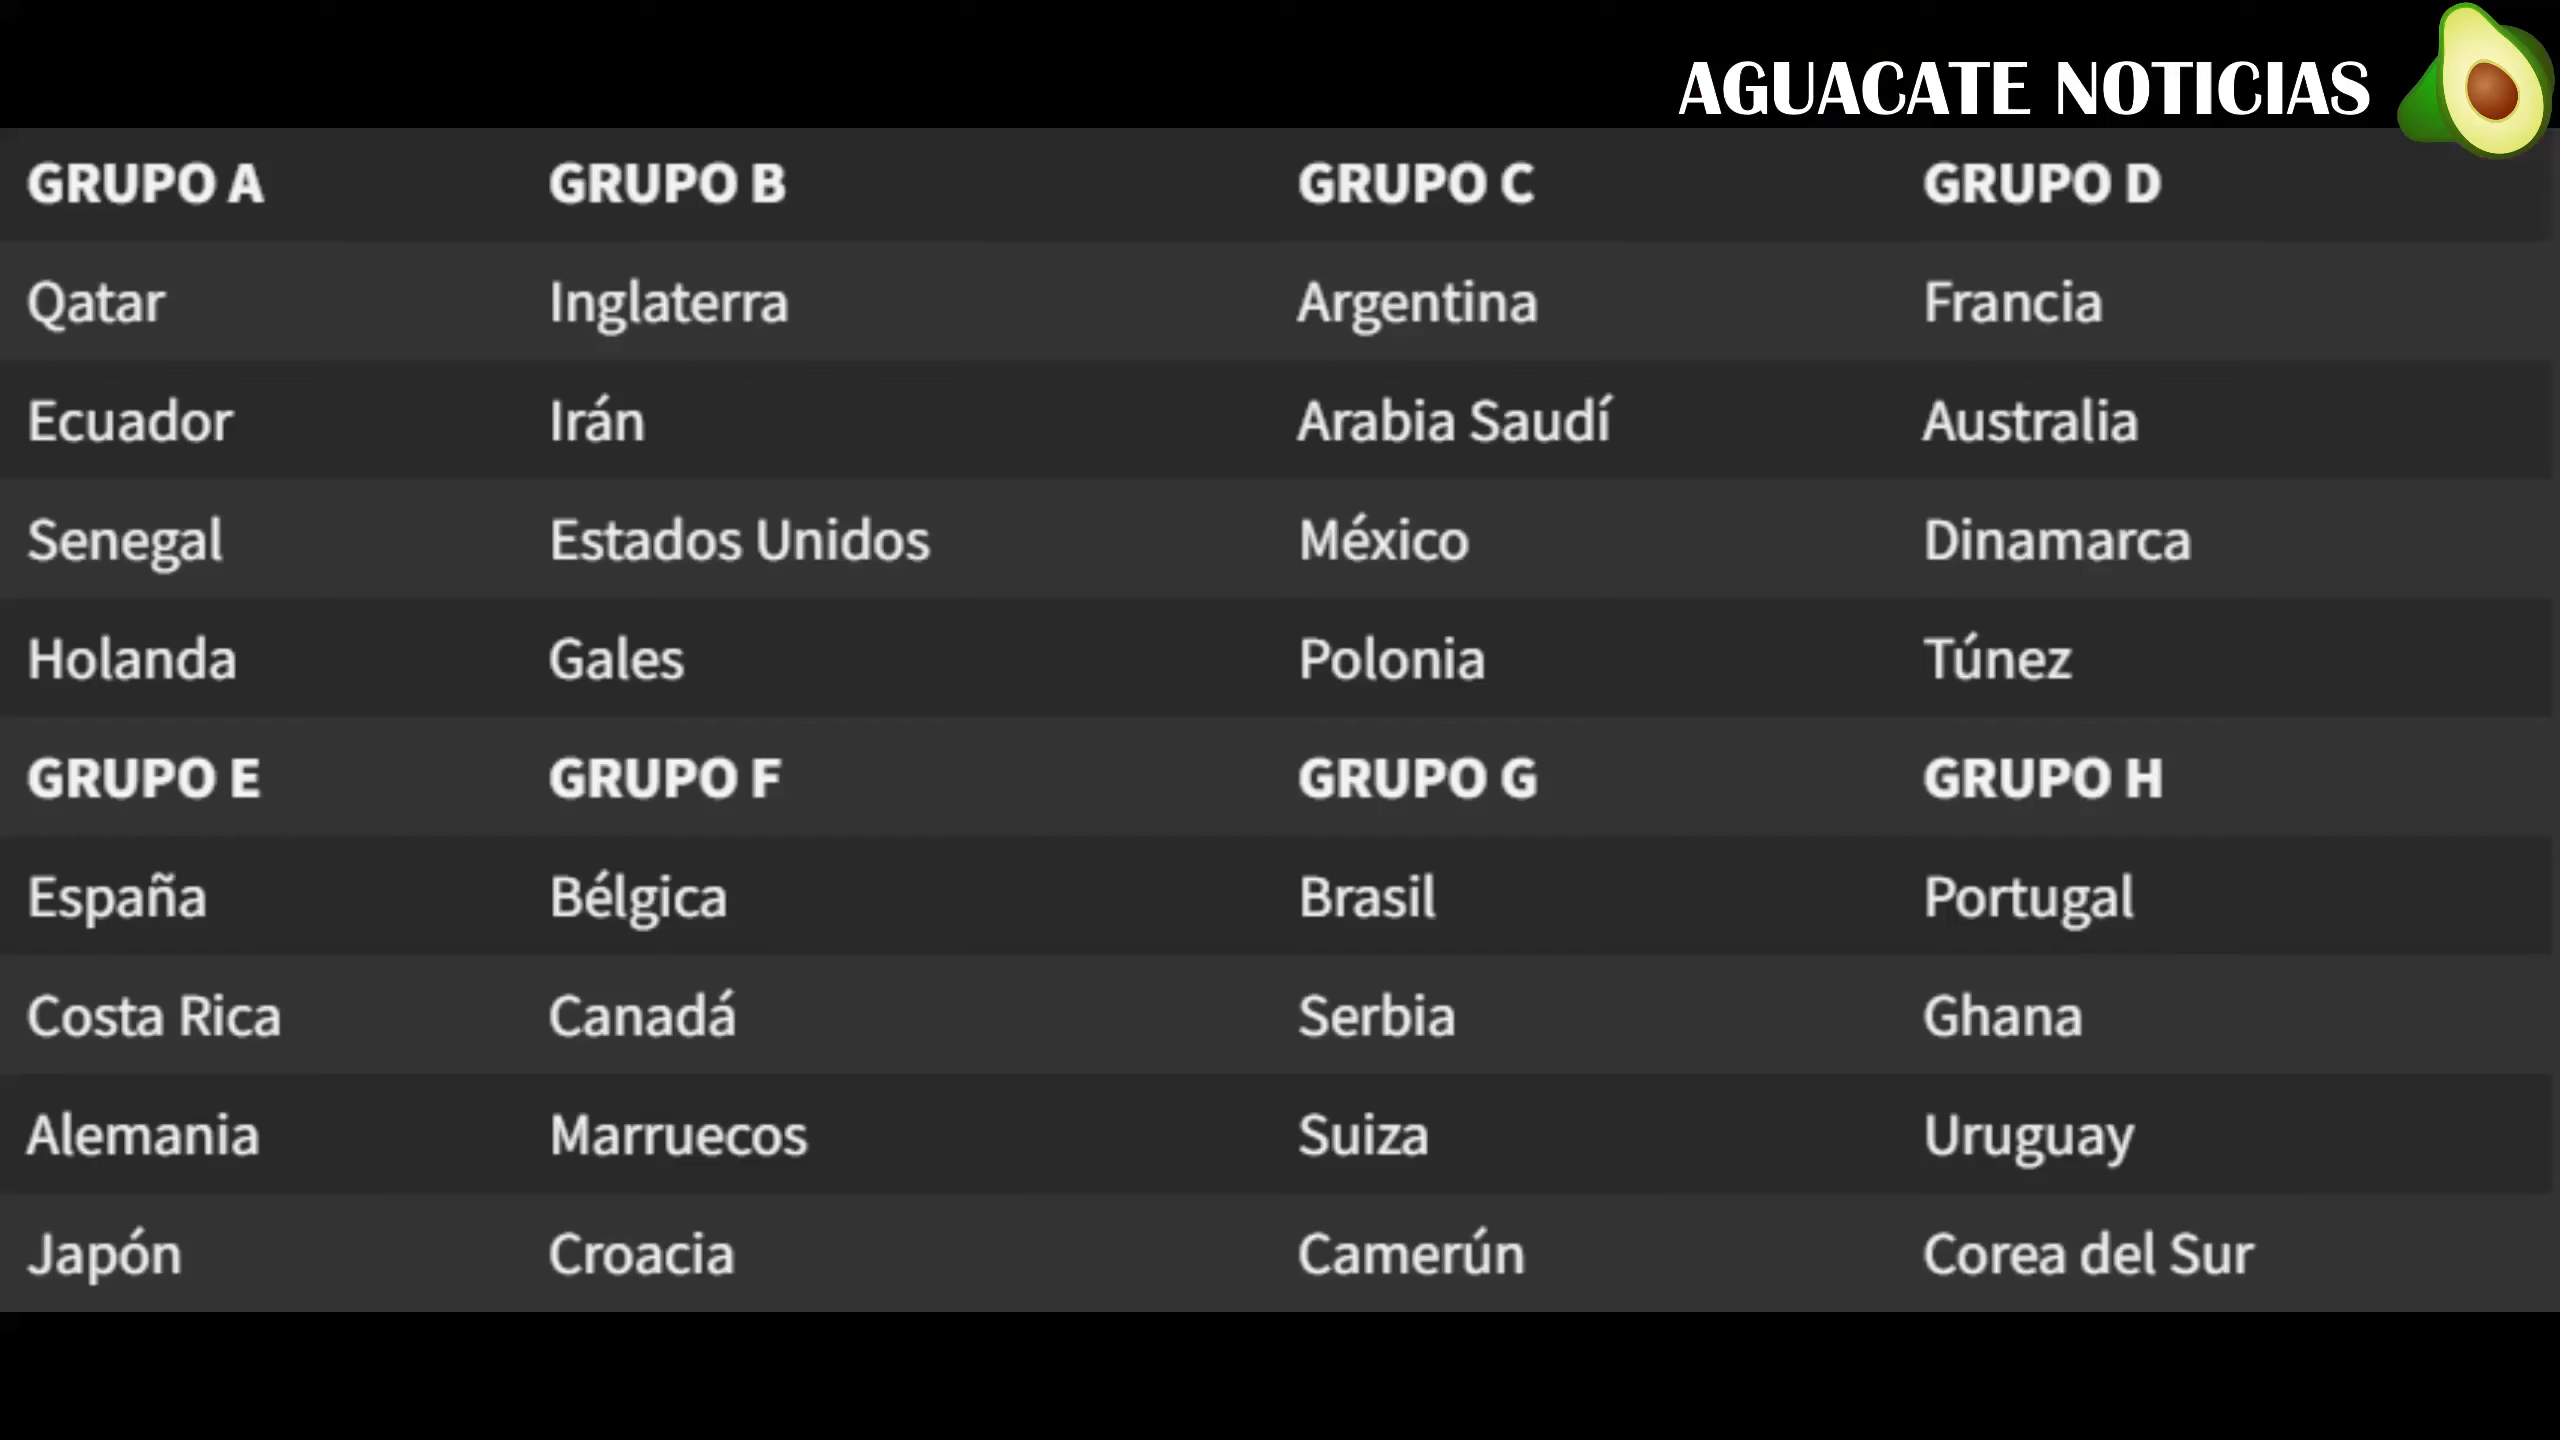 AGUACATE NOTICIAS
GRUPO A GRUPO B GRUPO C GRUPO D
Qatar Inglaterra Argentina Francia
Ecuador Irán Arabia Saudí Australia
Senegal Estados Unidos México Dinamarca
Holanda Gales Polonia Túnez
GRUPO E GRUPO F GRUPO G GRUPO H
España Bélgica Brasil Portugal
Costa Rica Canadá Serbia Ghana
Alemania Marruecos Suiza Uruguay
Japón Croacia Camerún Corea del Sur